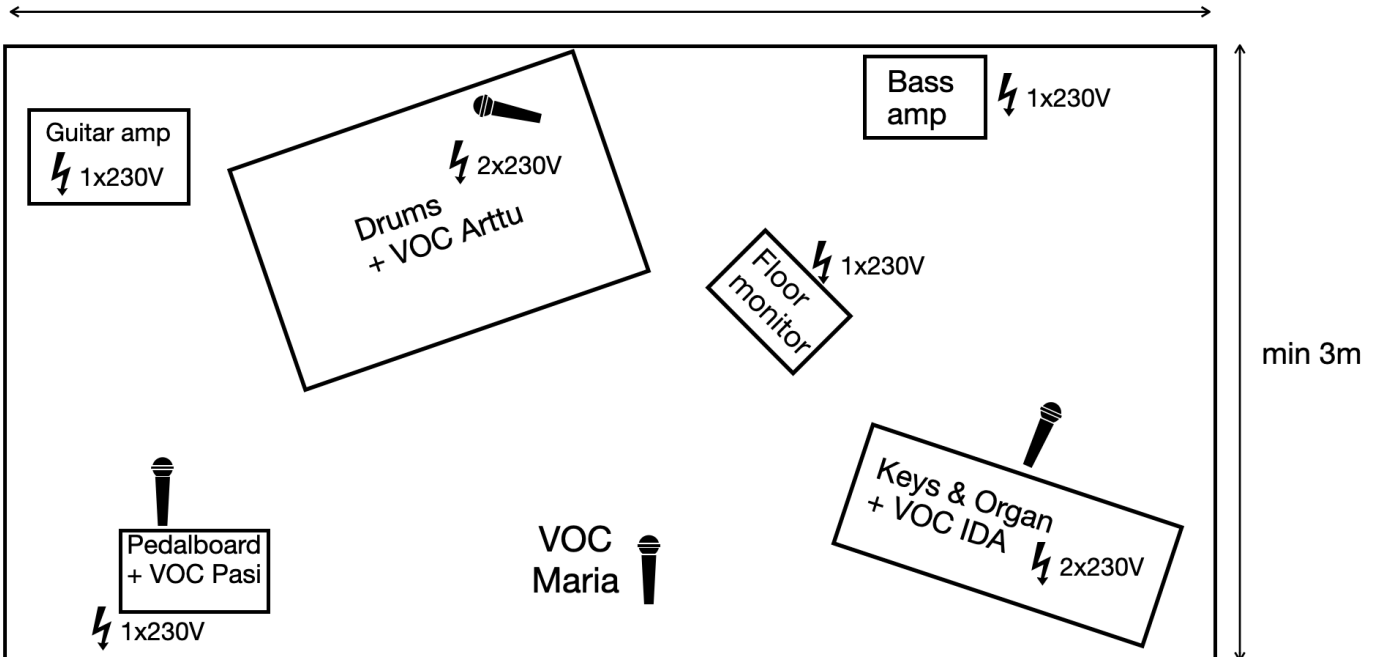 Guitar amp
1x230V
2x230V
Drums
+ VOC Arttu
Bass
amp
1x230V
Floor
monitor
1x230V
min 3m
Pedalboard
+ VOC Pasi
1x230V
VOC
Maria
Keys & Organ
+ VOC IDA
2x230V